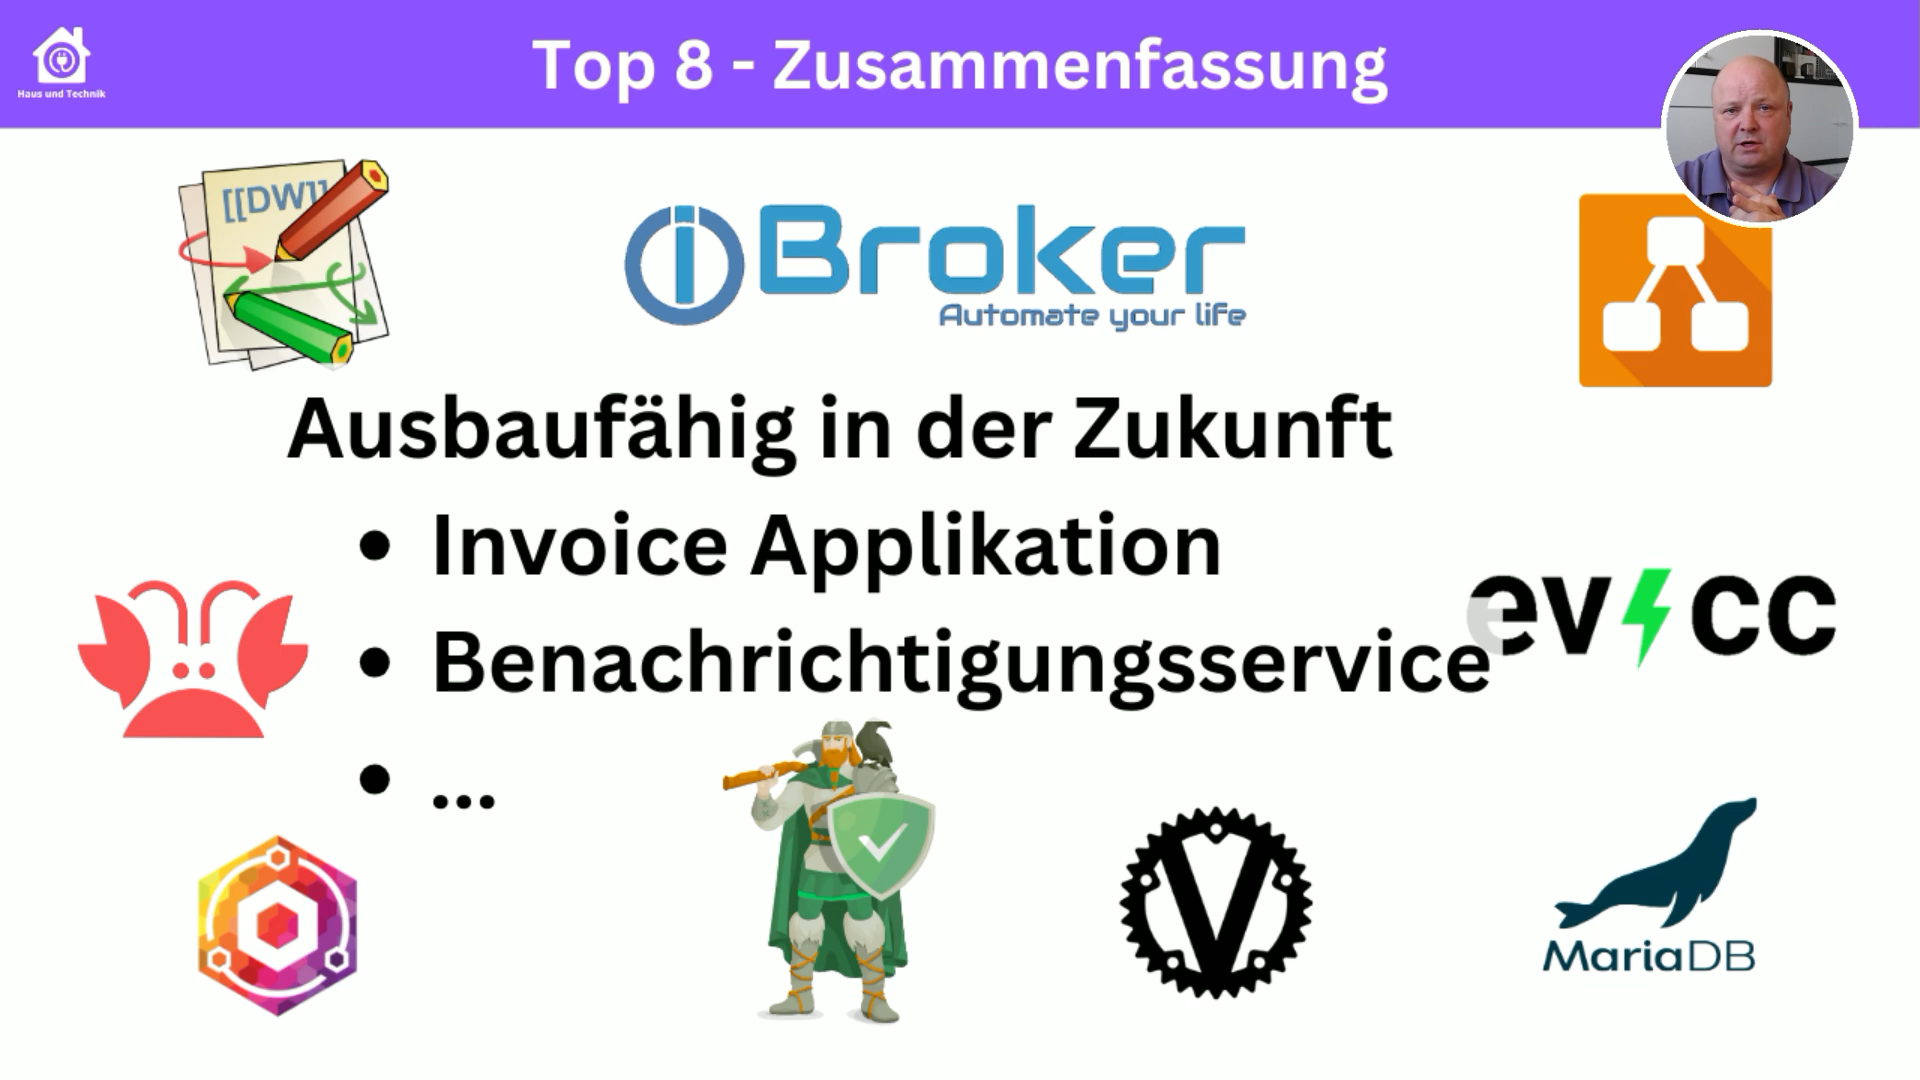 Top 8 - Zusammenfassung
Haus und Technik
[[DW]]
ioBroker
Automate your life
Ausbaufähig in der Zukunft
• Invoice Applikation
• Benachrichtigungsservice
• ...
evcc
V
MariaDB